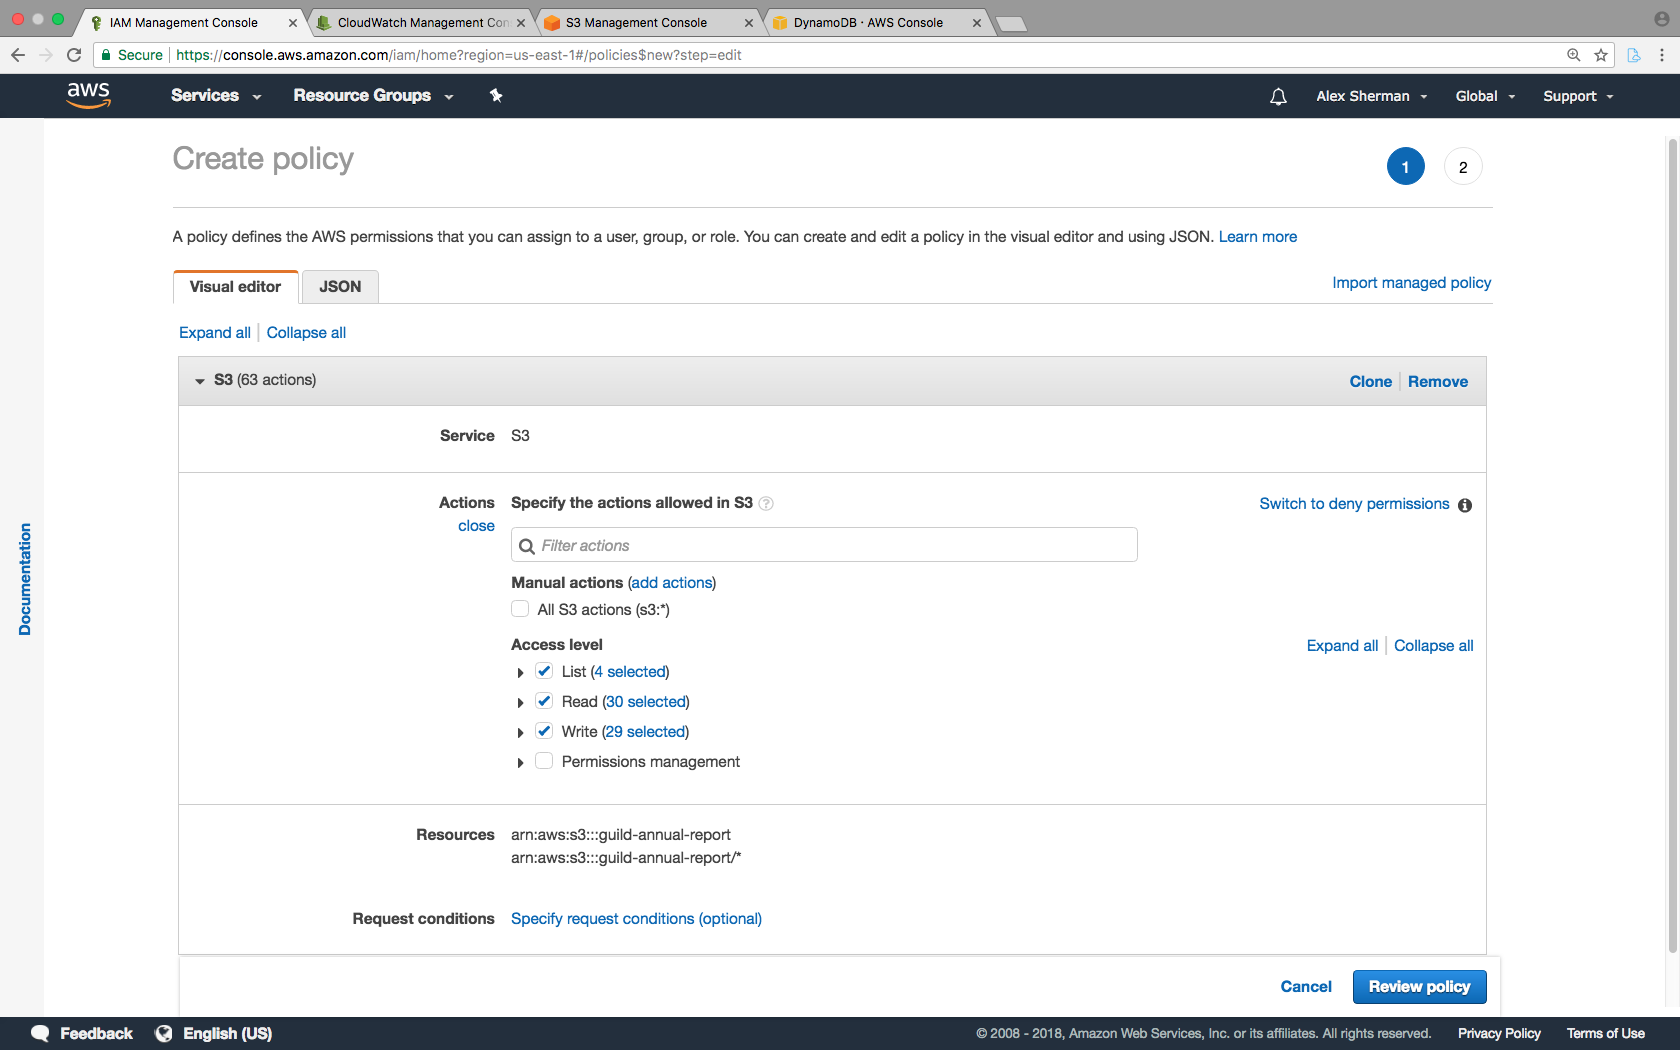 IAM Management Console
CloudWatch Management Con
S3 Management Console
DynamoDB · AWS Console
Secure
https://console.aws.amazon.com/iam/home?region=us-east-1#/policies$new?step=edit
aws
Services
Resource Groups
Alex Sherman
Global
Support
Create policy
1
2
A policy defines the AWS permissions that you can assign to a user, group, or role. You can create and edit a policy in the visual editor and using JSON. Learn more
Visual editor
JSON
Import managed policy
Expand all
Collapse all
S3 (63 actions)
Clone
Remove
Service
S3
Actions
close
Specify the actions allowed in S3 ?
Switch to deny permissions
Filter actions
Manual actions (add actions)
All S3 actions (s3:*)
Access level
Expand all
Collapse all
List (4 selected)
Read (30 selected)
Write (29 selected)
Permissions management
Resources
arn:aws:s3:::guild-annual-report
arn:aws:s3:::guild-annual-report/*
Request conditions
Specify request conditions (optional)
Documentation
Cancel
Review policy
Feedback
English (US)
© 2008 - 2018, Amazon Web Services, Inc. or its affiliates. All rights reserved.
Privacy Policy
Terms of Use